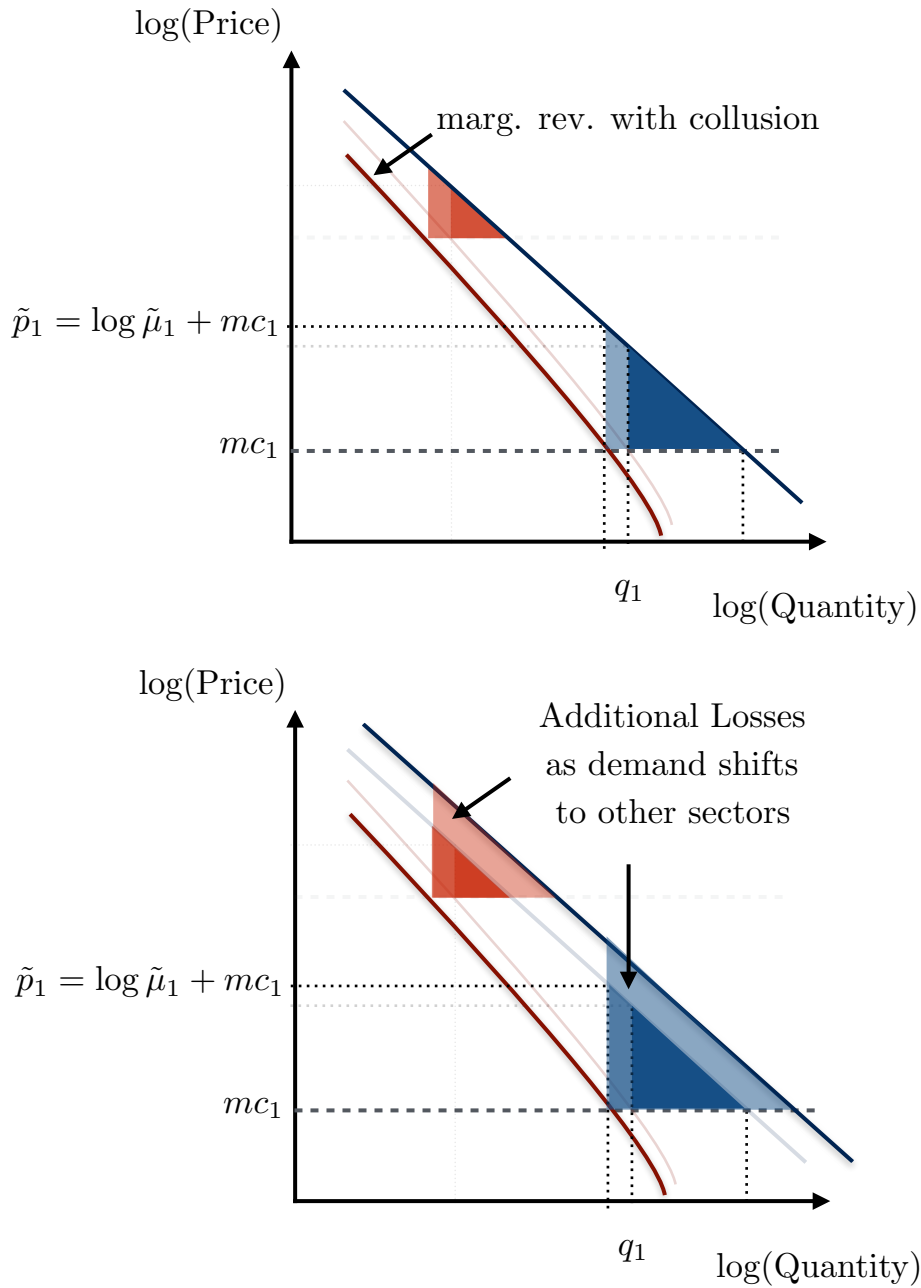 log(Price)
marg. rev. with collusion
p̃₁ = log μ̃₁ + mc₁
mc₁
q₁
log(Quantity)
log(Price)
Additional Losses
as demand shifts
to other sectors
p̃₁ = log μ̃₁ + mc₁
mc₁
q₁
log(Quantity)